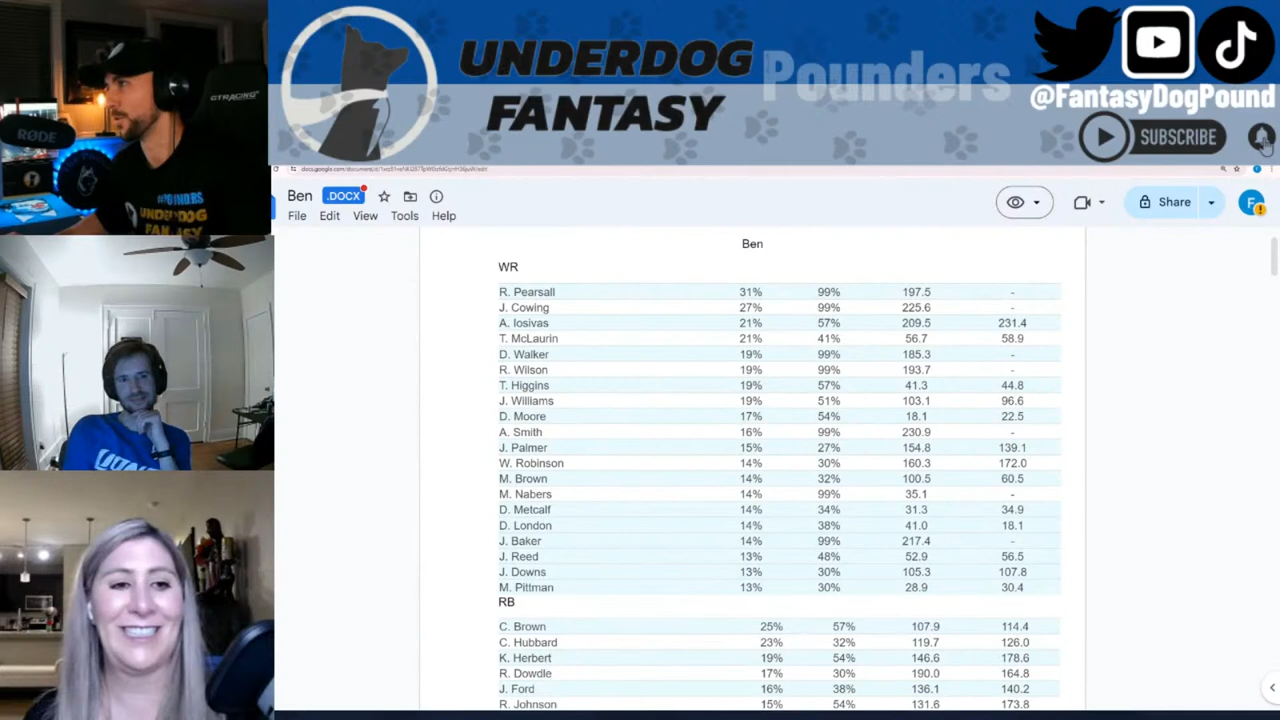 UNDERDOG
FANTASY
Pounders
@FantasyDogPound
SUBSCRIBE
GTRACING
RØDE
UNDERDOG
Ben .DOCX
Share
F
File Edit View Tools Help
Ben
WR
R. Pearsall 31% 99% 197.5 -
J. Cowing 27% 99% 225.6 -
A. Iosivas 21% 57% 209.5 231.4
T. McLaurin 21% 41% 56.7 58.9
D. Walker 19% 99% 185.3 -
R. Wilson 19% 99% 193.7 -
T. Higgins 19% 57% 41.3 44.8
J. Williams 19% 51% 103.1 96.6
D. Moore 17% 54% 18.1 22.5
A. Smith 16% 99% 230.9 -
J. Palmer 15% 27% 154.8 139.1
W. Robinson 14% 30% 160.3 172.0
M. Brown 14% 32% 100.5 60.5
M. Nabers 14% 99% 35.1 -
D. Metcalf 14% 34% 31.3 34.9
D. London 14% 38% 41.0 18.1
J. Baker 14% 99% 217.4 -
J. Reed 13% 48% 52.9 56.5
J. Downs 13% 30% 105.3 107.8
M. Pittman 13% 30% 28.9 30.4
RB
C. Brown 25% 57% 107.9 114.4
C. Hubbard 23% 32% 119.7 126.0
K. Herbert 19% 54% 146.6 178.6
R. Dowdle 17% 30% 190.0 164.8
J. Ford 16% 38% 136.1 140.2
R. Johnson 15% 54% 131.6 173.8